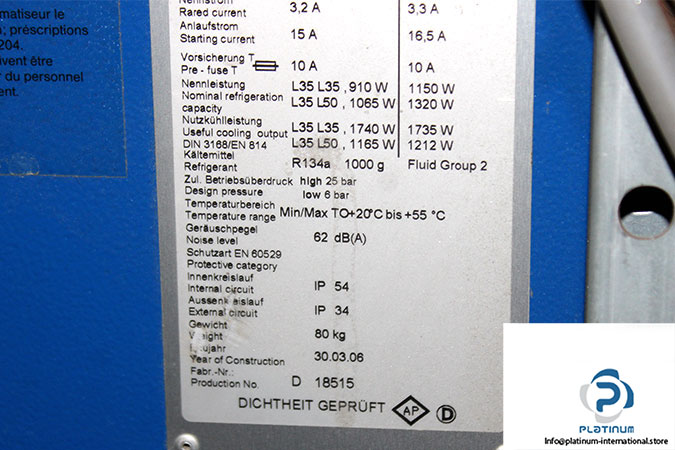 ématiseur le
n; préscriptions
204.
ivent être
r du personnel
ent.
Nennstrom
Rared current 3,2 A 3,3 A
Anlaufstrom
Starting current 15 A 16,5 A
Vorsicherung T
Pre - fuse T 10 A 10 A
Nennleistung L35 L35 , 910 W 1150 W
Nominal refrigeration L35 L50 , 1065 W 1320 W
capacity
Nutzkühlleistung
Useful cooling output L35 L35 , 1740 W 1735 W
DIN 3168/EN 814 L35 L50 , 1165 W 1212 W
Kältemittel
Refrigerant R134a 1000 g Fluid Group 2
Zul. Betriebsüberdruck high 25 bar
Design pressure low 6 bar
Temperaturbereich
Temperature range Min/Max TO+20°C bis +55 °C
Geräuschpegel
Noise level 62 dB(A)
Schutzart EN 60529
Protective category
Innenkreislauf
Internal circuit IP 54
Aussenkreislauf
External circuit IP 34
Gewicht
Weight 80 kg
Baujahr
Year of Construction 30.03.06
Fabr.-Nr.:
Production No. D 18515
DICHTHEIT GEPRÜFT AP D
PLATINUM
Info@platinum-international.store